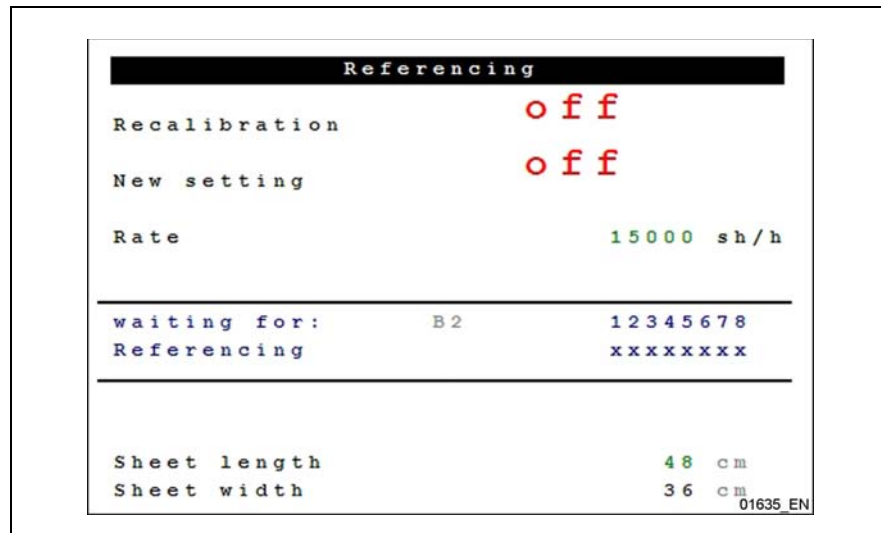 Referencing
Recalibration off
New setting off
Rate 15000 sh/h
waiting for: B2 12345678
Referencing xxxxxxxx
Sheet length 48 cm
Sheet width 36 cm
01635_EN